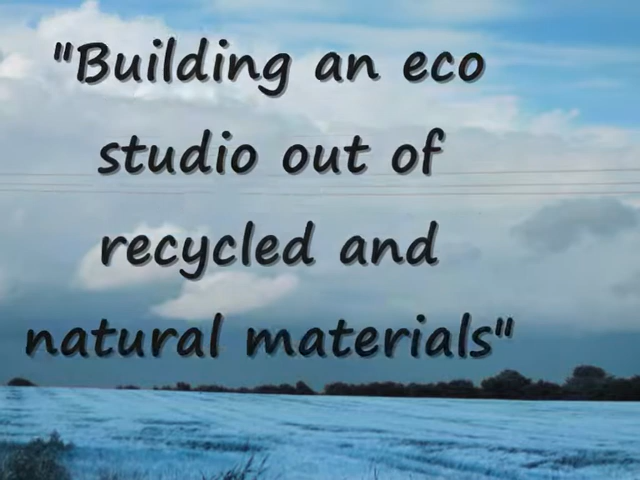 "Building an eco
studio out of
recycled and
natural materials"